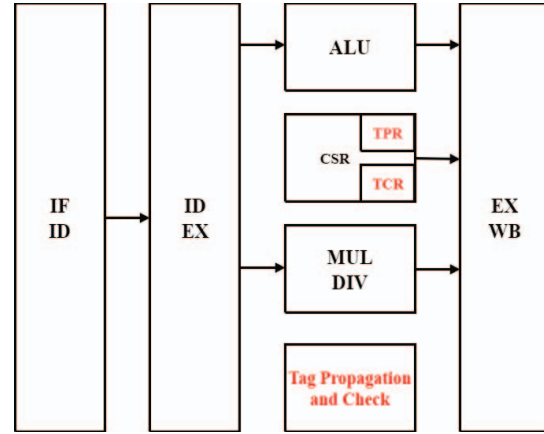 ALU
TPR
CSR
TCR
IF
ID
ID
EX
EX
WB
MUL
DIV
Tag Propagation
and Check